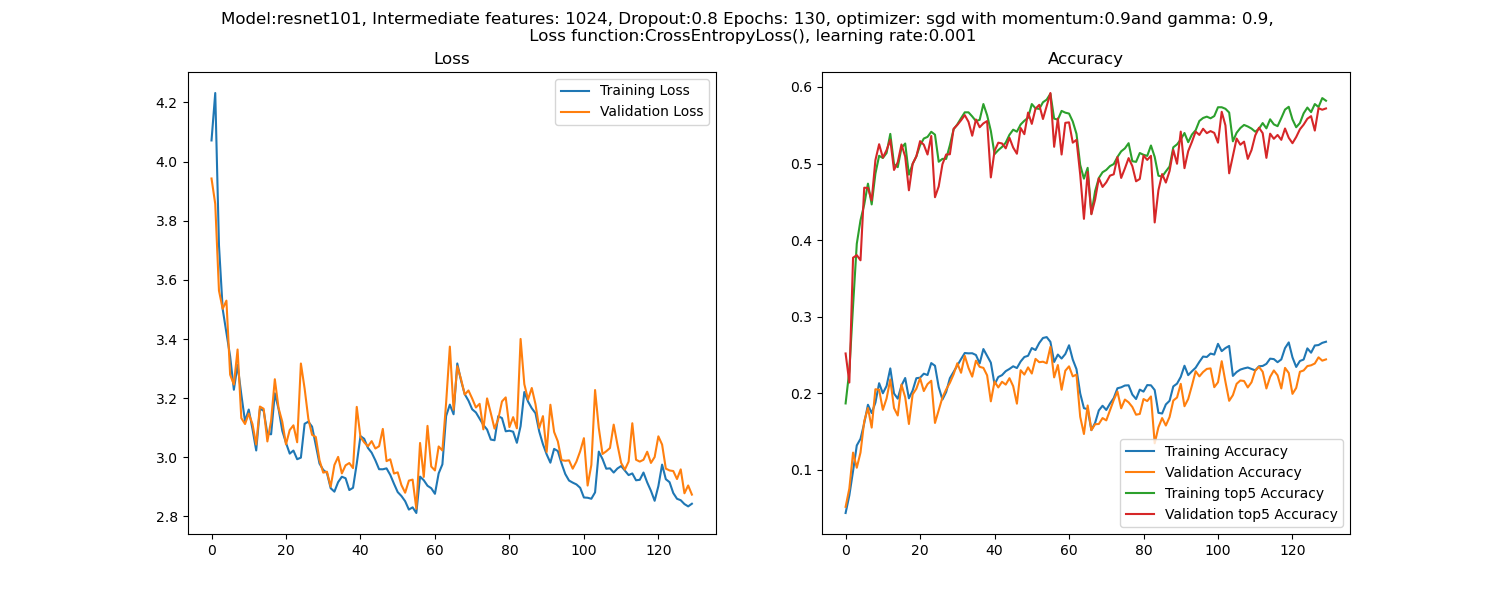 Model:resnet101, Intermediate features: 1024, Dropout:0.8 Epochs: 130, optimizer: sgd with momentum:0.9and gamma: 0.9,
Loss function:CrossEntropyLoss(), learning rate:0.001
Loss
Training Loss
Validation Loss
4.2
4.0
3.8
3.6
3.4
3.2
3.0
2.8
0 20 40 60 80 100 120
Accuracy
0.6
0.5
0.4
0.3
0.2
0.1
Training Accuracy
Validation Accuracy
Training top5 Accuracy
Validation top5 Accuracy
0 20 40 60 80 100 120